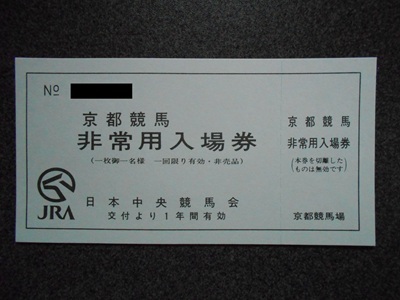 No
京都競馬
非常用入場券
(一枚御一名様 一回限り有効・非売品)
JRA
日本中央競馬会
交付より1年間有効
京都競馬
非常用入場券
(本券を切離した
ものは無効です)
京都競馬場